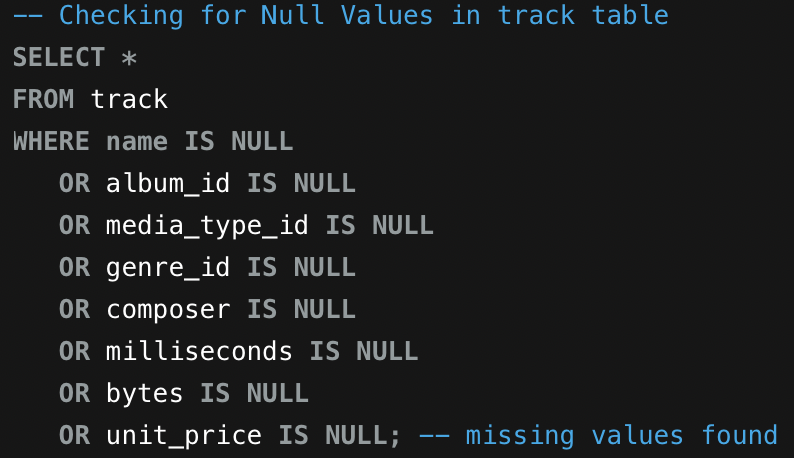 -- Checking for Null Values in track table
SELECT *
FROM track
WHERE name IS NULL
   OR album_id IS NULL
   OR media_type_id IS NULL
   OR genre_id IS NULL
   OR composer IS NULL
   OR milliseconds IS NULL
   OR bytes IS NULL
   OR unit_price IS NULL; -- missing values found